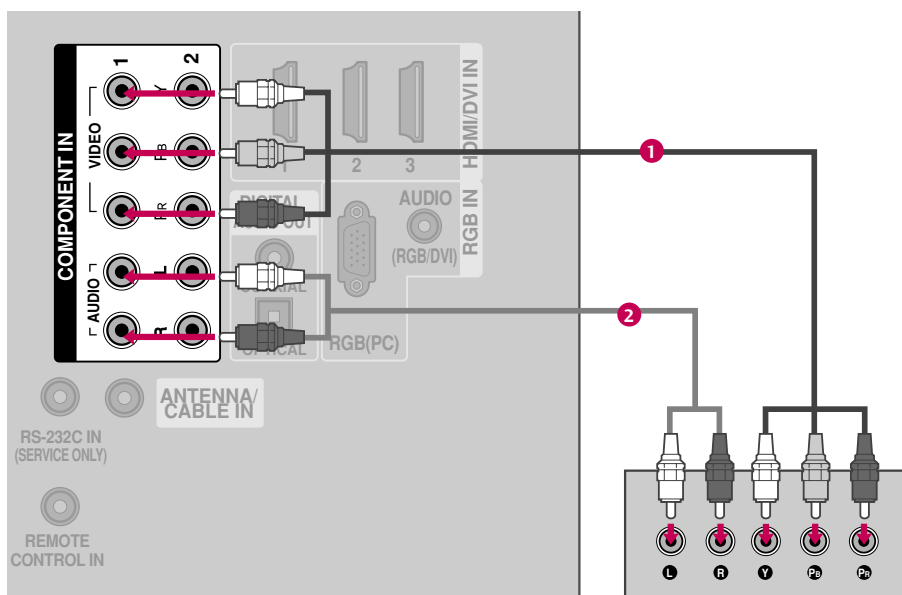 COMPONENT IN
1
2
VIDEO
Y
PB
PR
AUDIO
L
R
1
2
3
HDMI/DVI IN
DIGITAL
AUDIO OUT
COAXIAL
OPTICAL
AUDIO
(RGB/DVI)
RGB IN
RGB(PC)
ANTENNA/
CABLE IN
RS-232C IN
(SERVICE ONLY)
REMOTE
CONTROL IN
1
2
L
R
Y
PB
PR